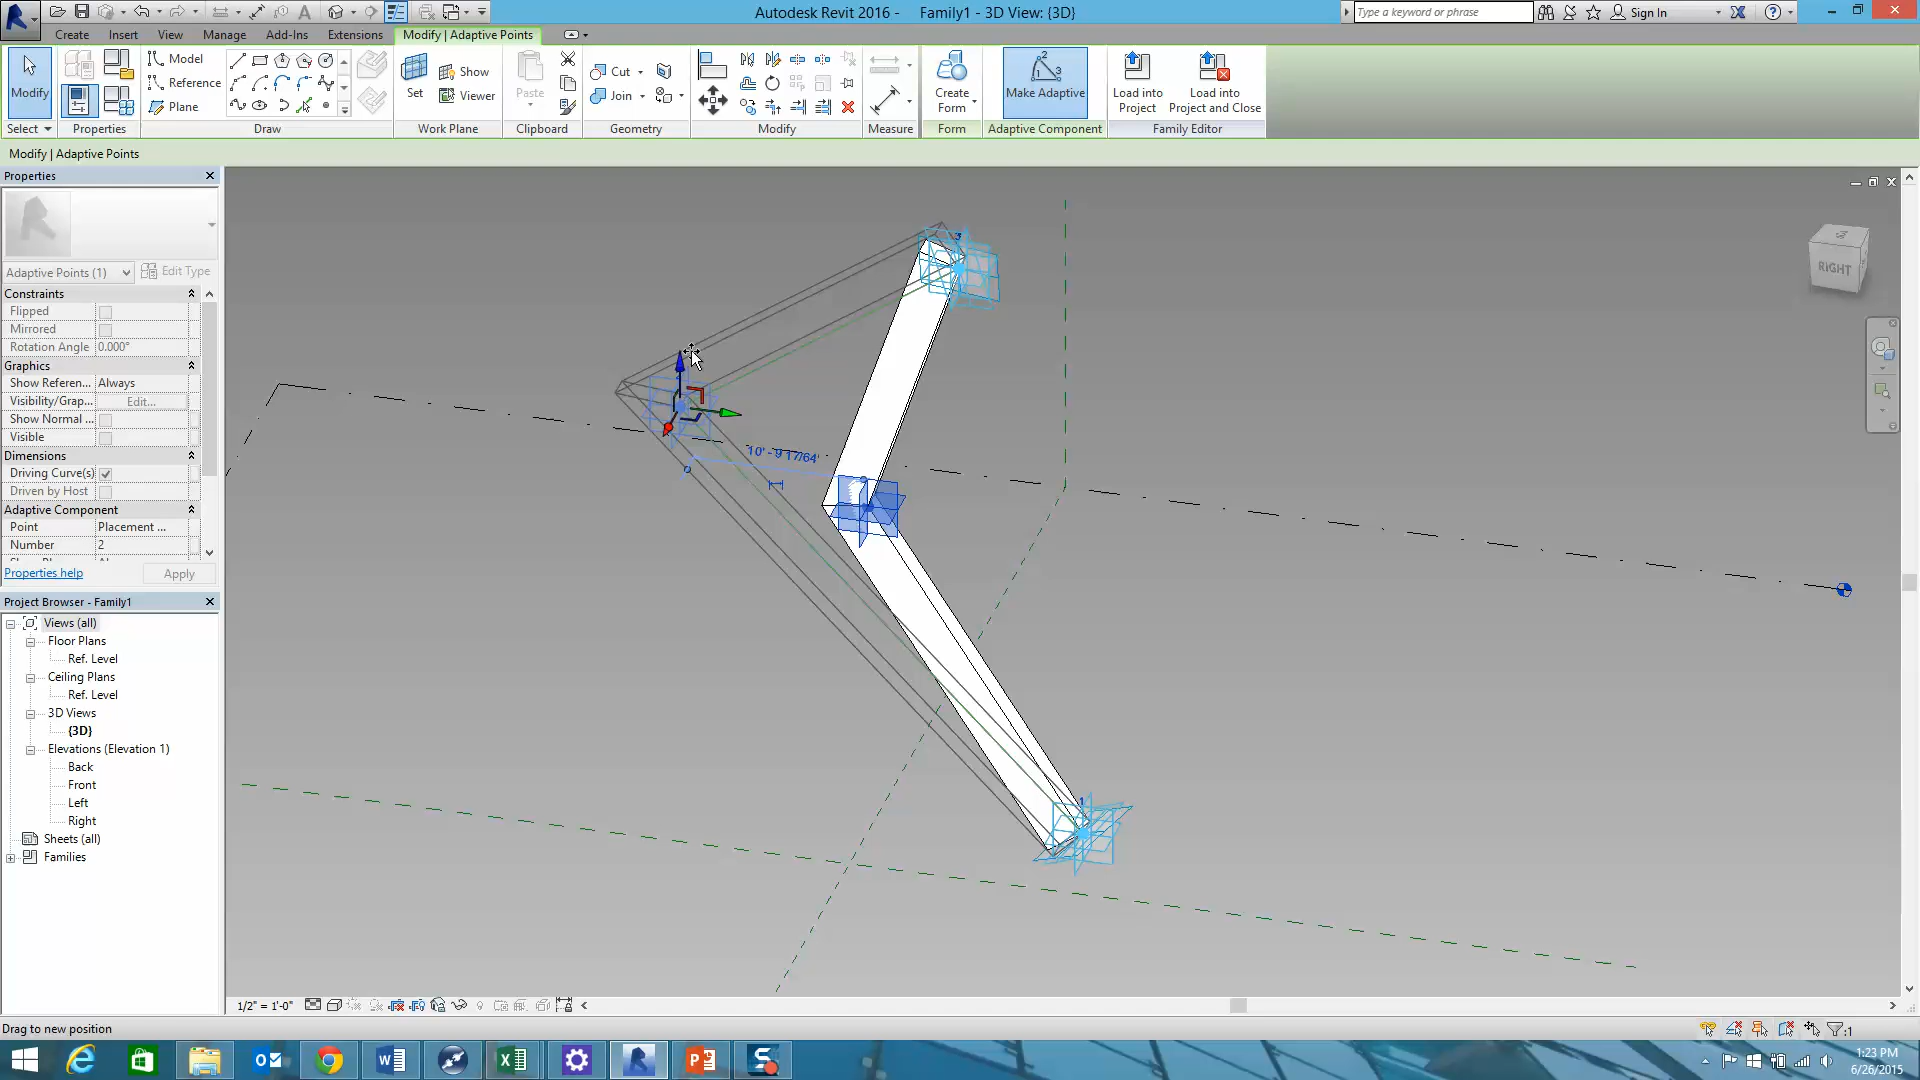 Autodesk Revit 2016 - Family1 - 3D View: {3D}
Type a keyword or phrase
Sign In
Create Insert View Manage Add-Ins Extensions Modify | Adaptive Points
Modify
Model
Reference
Plane
Set
Show
Viewer
Paste
Cut
Join
Create Form
Make Adaptive
Load into Project
Load into Project and Close
Select Properties Draw Work Plane Clipboard Geometry Modify Measure Form Adaptive Component Family Editor
Modify | Adaptive Points
Properties
Adaptive Points (1)
Edit Type
Constraints
Flipped
Mirrored
Rotation Angle 0.000°
Graphics
Show Referen... Always
Visibility/Grap... Edit...
Show Normal ...
Visible
Dimensions
Driving Curve(s)
Driven by Host
Adaptive Component
Point Placement ...
Number 2
Properties help
Apply
Project Browser - Family1
Views (all)
Floor Plans
Ref. Level
Ceiling Plans
Ref. Level
3D Views
{3D}
Elevations (Elevation 1)
Back
Front
Left
Right
Sheets (all)
Families
3
10' - 9 17/64"
1
RIGHT
1/2" = 1'-0"
Drag to new position
:1
1:23 PM
6/26/2015